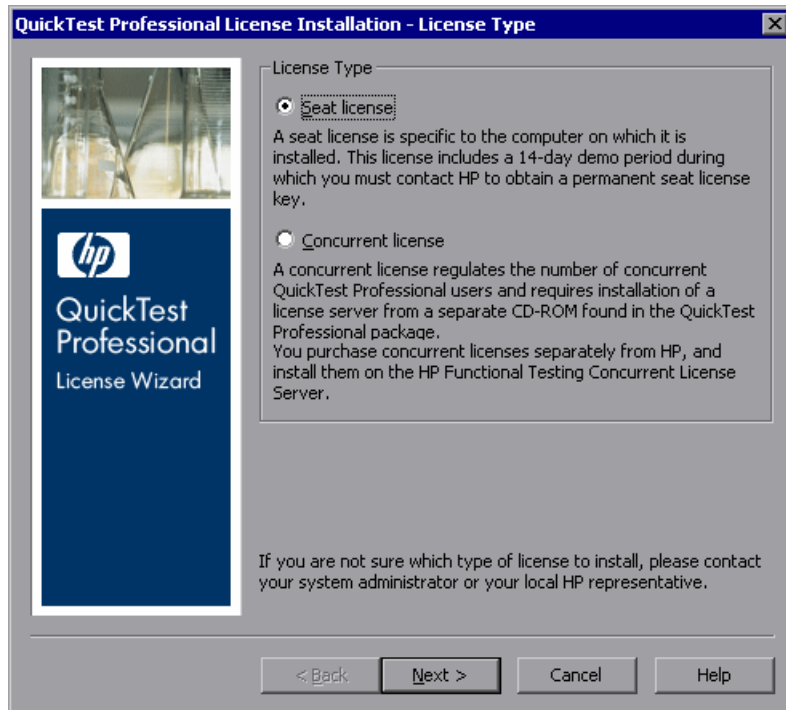 QuickTest Professional License Installation - License Type
License Type
Seat license
A seat license is specific to the computer on which it is
installed. This license includes a 14-day demo period during
which you must contact HP to obtain a permanent seat license
key.
Concurrent license
A concurrent license regulates the number of concurrent
QuickTest Professional users and requires installation of a
license server from a separate CD-ROM found in the QuickTest
Professional package.
You purchase concurrent licenses separately from HP, and
install them on the HP Functional Testing Concurrent License
Server.
hp
QuickTest
Professional
License Wizard
If you are not sure which type of license to install, please contact
your system administrator or your local HP representative.
< Back
Next >
Cancel
Help